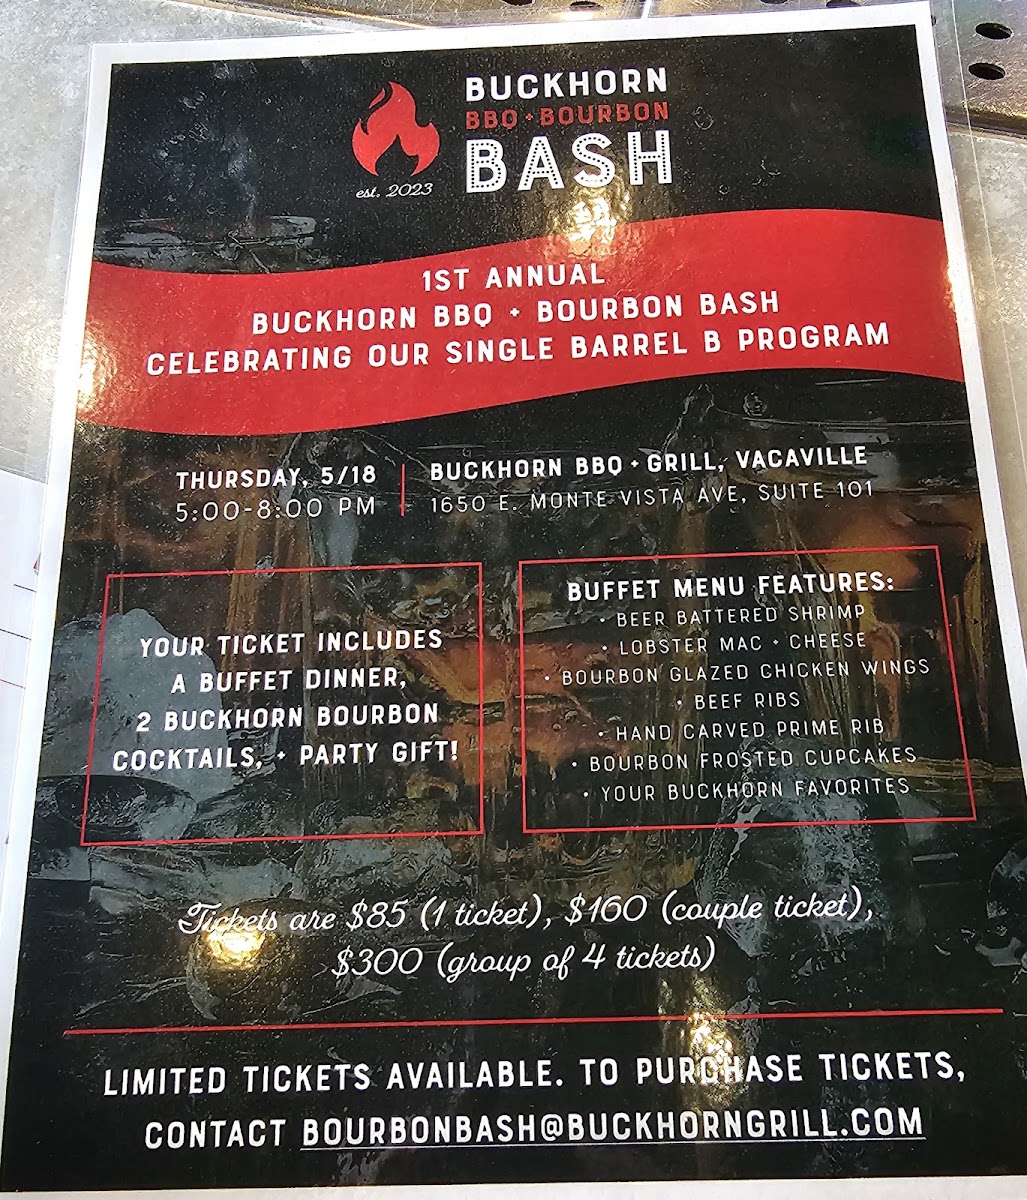 BUCKHORN
BBQ + BOURBON
BASH
est. 2023
1ST ANNUAL
BUCKHORN BBQ + BOURBON BASH
CELEBRATING OUR SINGLE BARREL B PROGRAM
THURSDAY, 5/18
5:00-8:00 PM
BUCKHORN BBQ + GRILL, VACAVILLE
1650 E. MONTE VISTA AVE, SUITE 101
YOUR TICKET INCLUDES
A BUFFET DINNER,
2 BUCKHORN BOURBON
COCKTAILS, + PARTY GIFT!
BUFFET MENU FEATURES:
• BEER BATTERED SHRIMP
• LOBSTER MAC + CHEESE
• BOURBON GLAZED CHICKEN WINGS
• BEEF RIBS
• HAND CARVED PRIME RIB
• BOURBON FROSTED CUPCAKES
• YOUR BUCKHORN FAVORITES
Tickets are $85 (1 ticket), $160 (couple ticket),
$300 (group of 4 tickets)
LIMITED TICKETS AVAILABLE. TO PURCHASE TICKETS,
CONTACT BOURBONBASH@BUCKHORNGRILL.COM